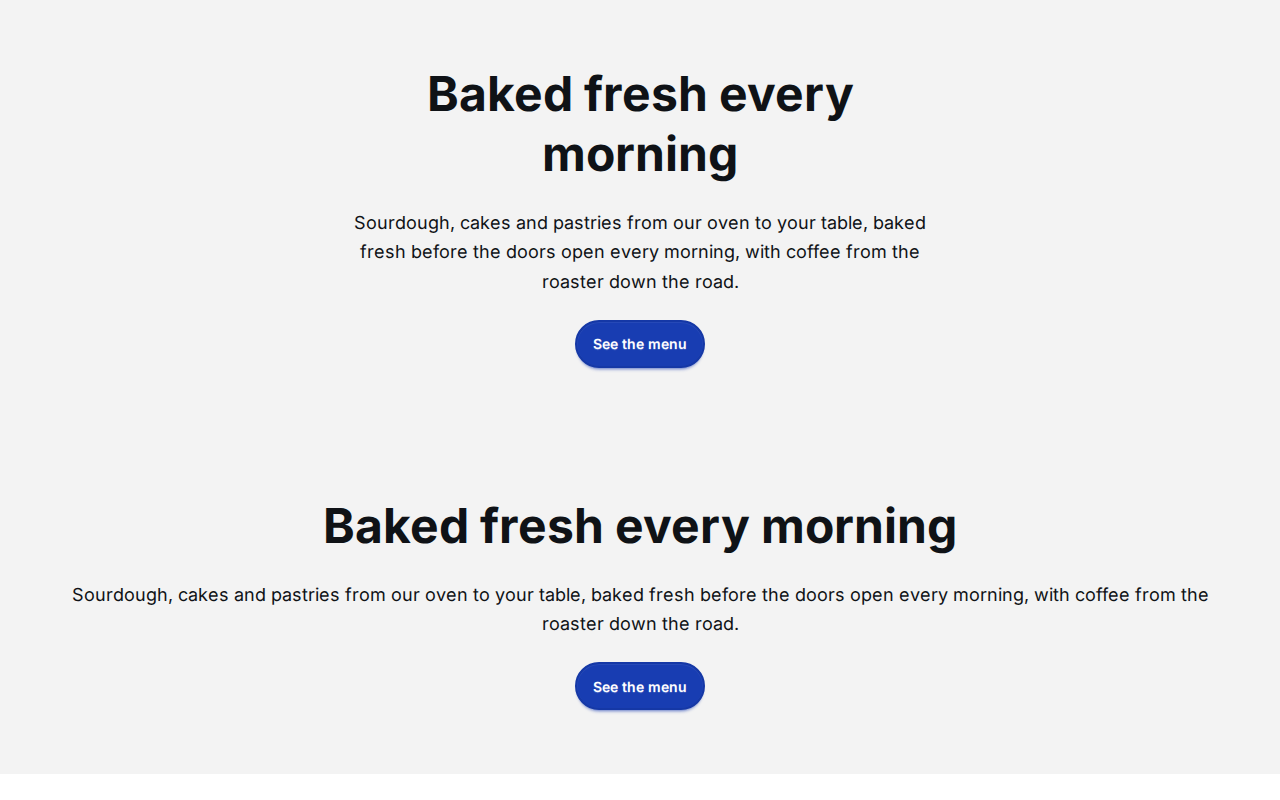 Baked fresh every
morning
Sourdough, cakes and pastries from our oven to your table, baked
fresh before the doors open every morning, with coffee from the
roaster down the road.
See the menu
Baked fresh every morning
Sourdough, cakes and pastries from our oven to your table, baked fresh before the doors open every morning, with coffee from the
roaster down the road.
See the menu